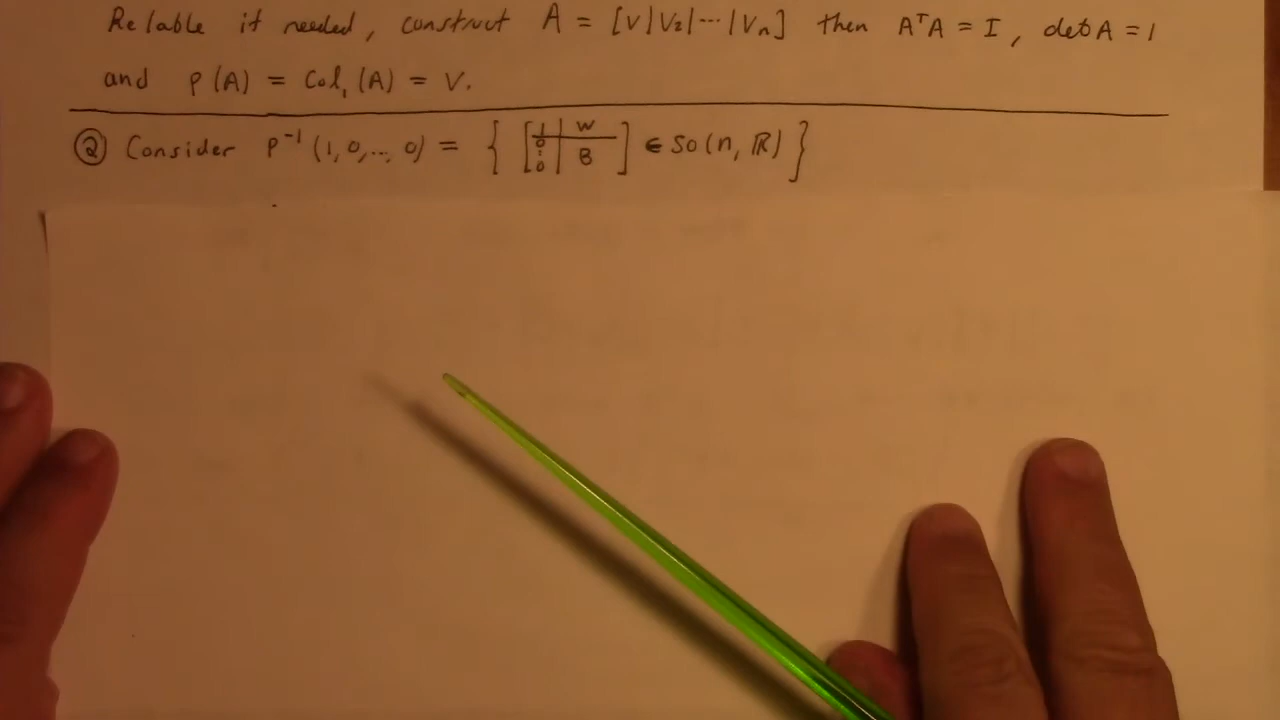 Relable if needed, construct A = [V|V₂|⋯|Vₙ] then AᵀA = I, det A = 1
and p(A) = Col₁(A) = V.
② Consider p⁻¹(1,0,...,0) = { [1 | W
0 ⋮ 0 | B] ∈ SO(n, ℝ) }